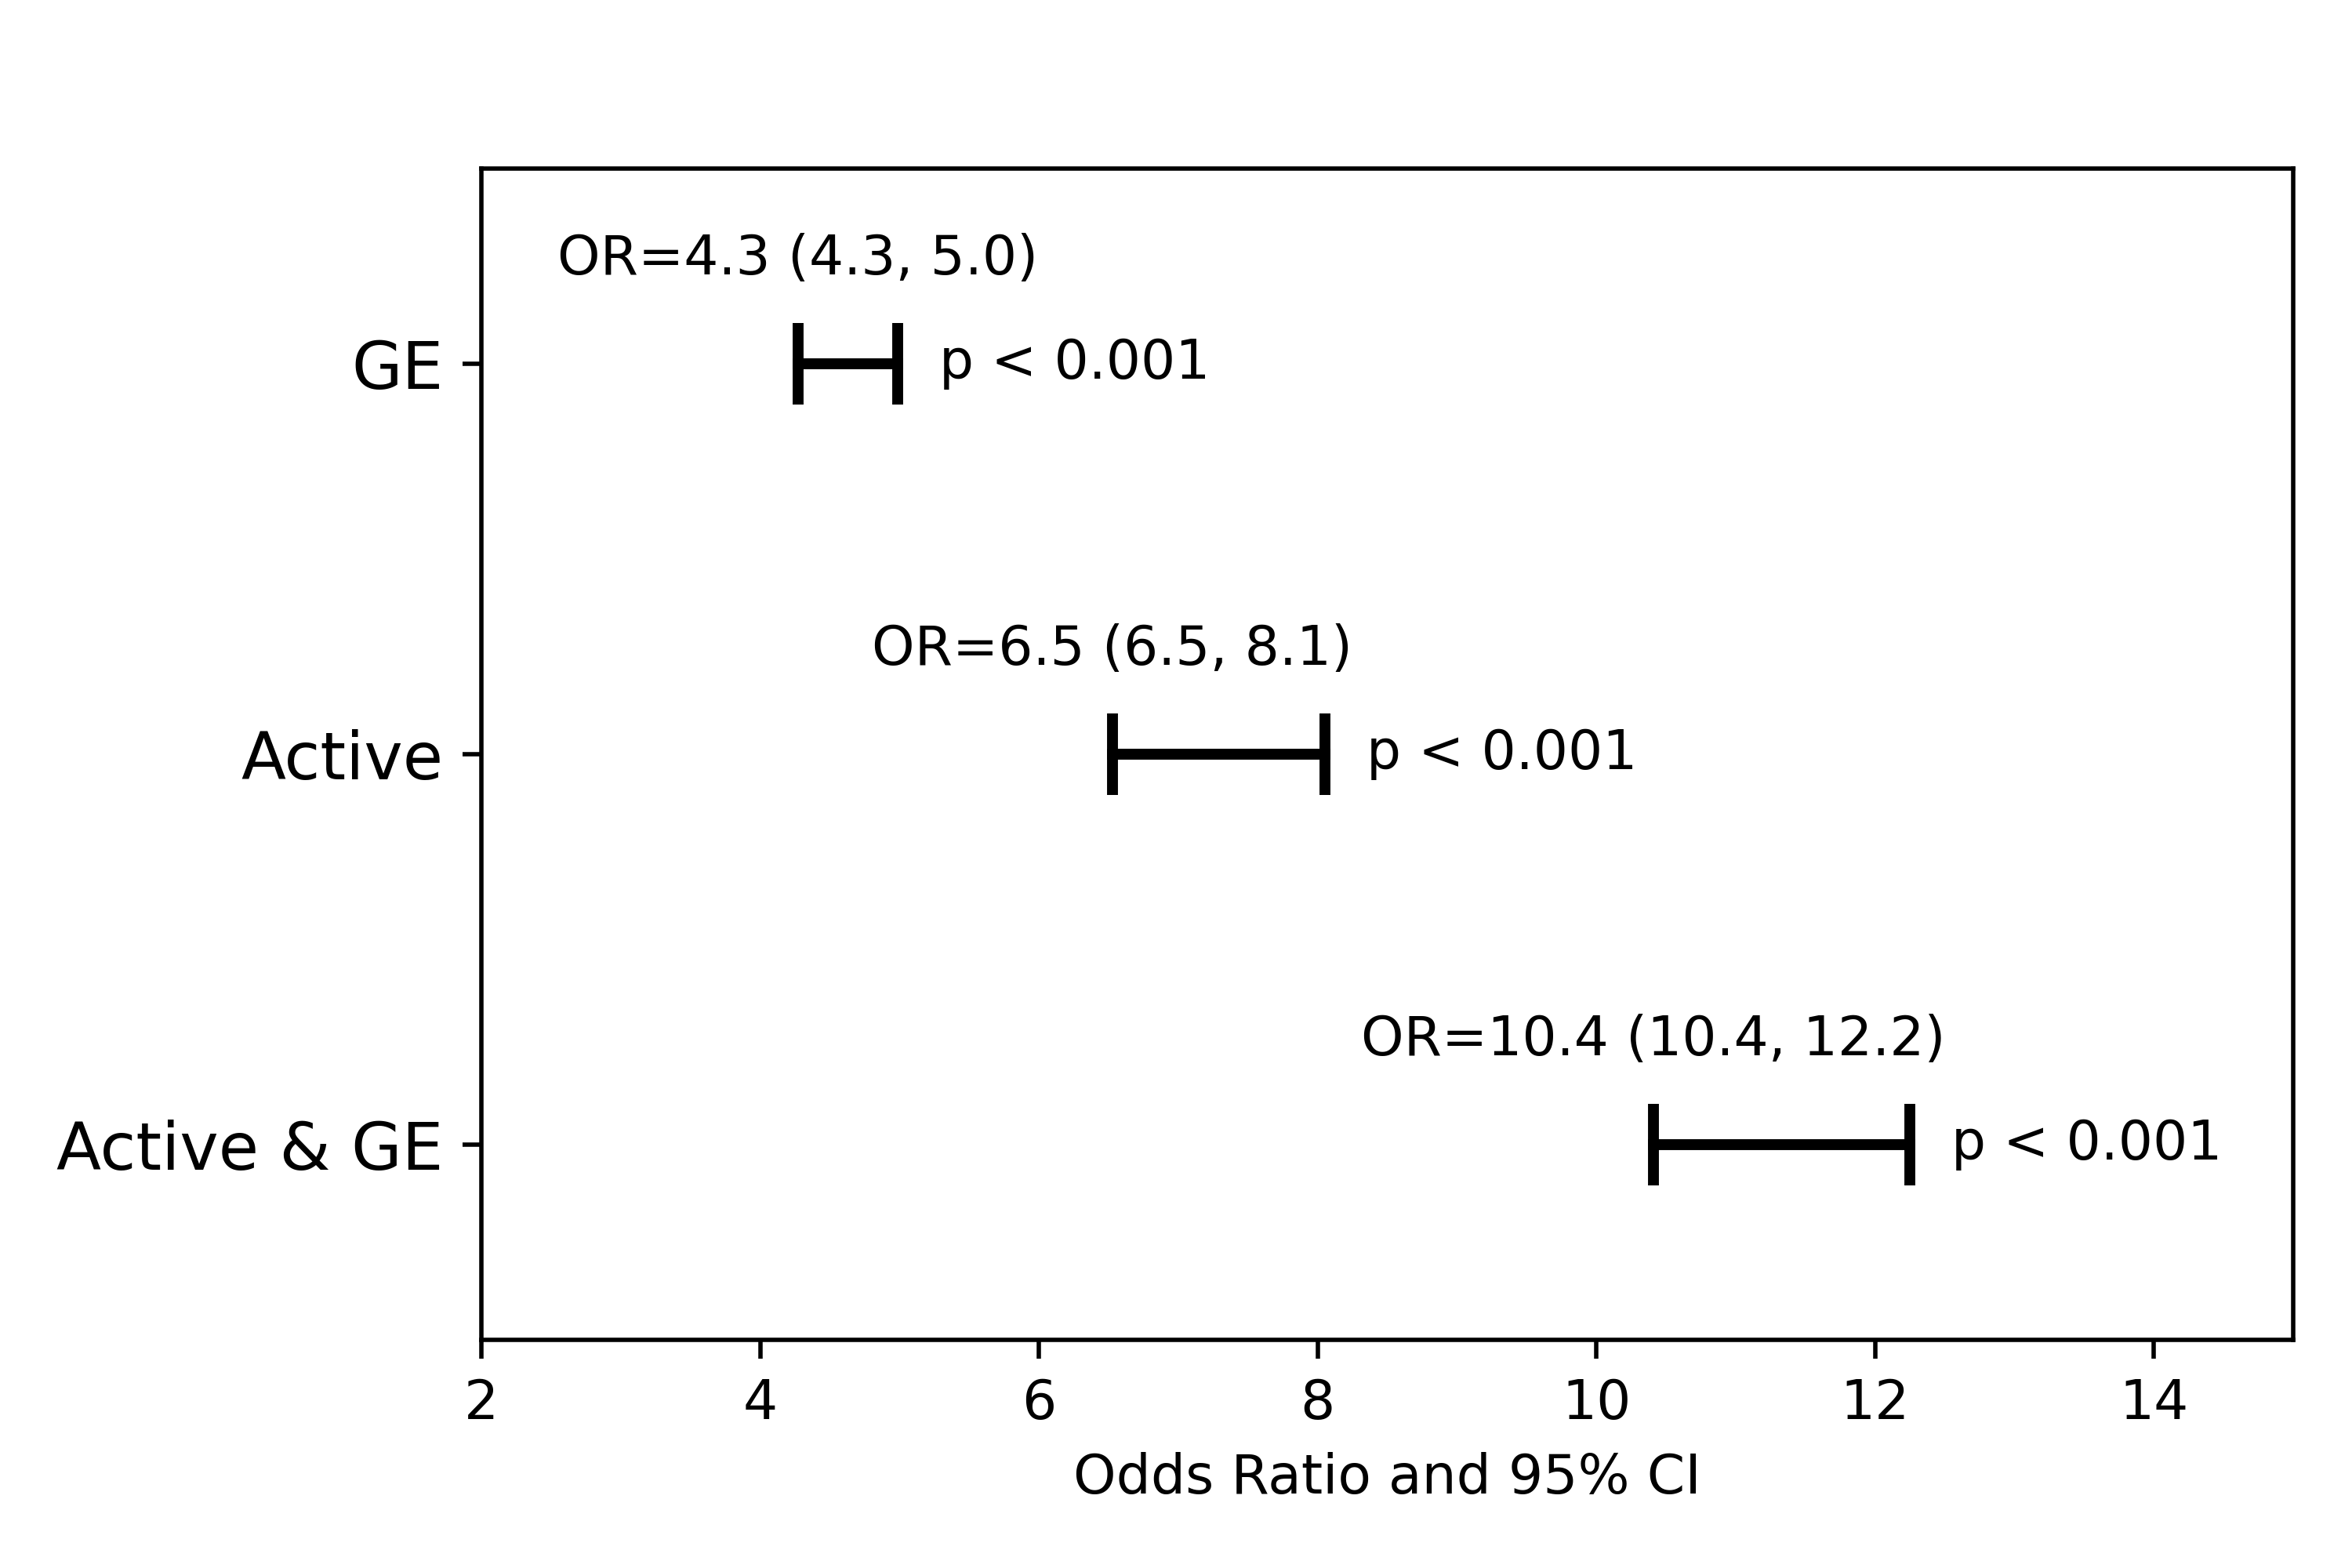 OR=4.3 (4.3, 5.0)
GE
p < 0.001
OR=6.5 (6.5, 8.1)
Active
p < 0.001
OR=10.4 (10.4, 12.2)
Active & GE
p < 0.001
2 4 6 8 10 12 14
Odds Ratio and 95% CI